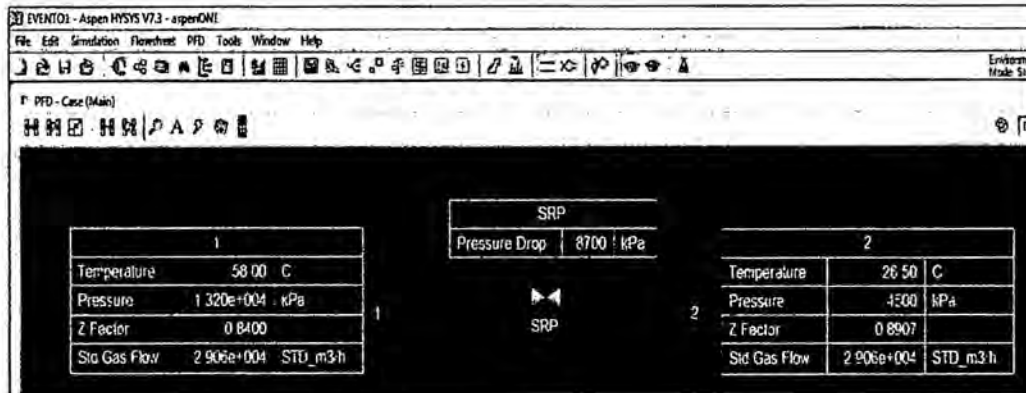 EVENTO1 - Aspen HYSYS V7.3 - aspenONE
File Edit Simulation Flowsheet PFD Tools Window Help
Mode St
PFD - Case (Main)
A
SRP
Pressure Drop 8700 kPa
1
Temperature 58.00 C
Pressure 1.320e+004 kPa
Z Factor 0.8400
Std Gas Flow 2.906e+004 STD_m3/h
1
SRP
2
2
Temperature 26.50 C
Pressure 4500 kPa
Z Factor 0.8907
Std Gas Flow 2.906e+004 STD_m3/h